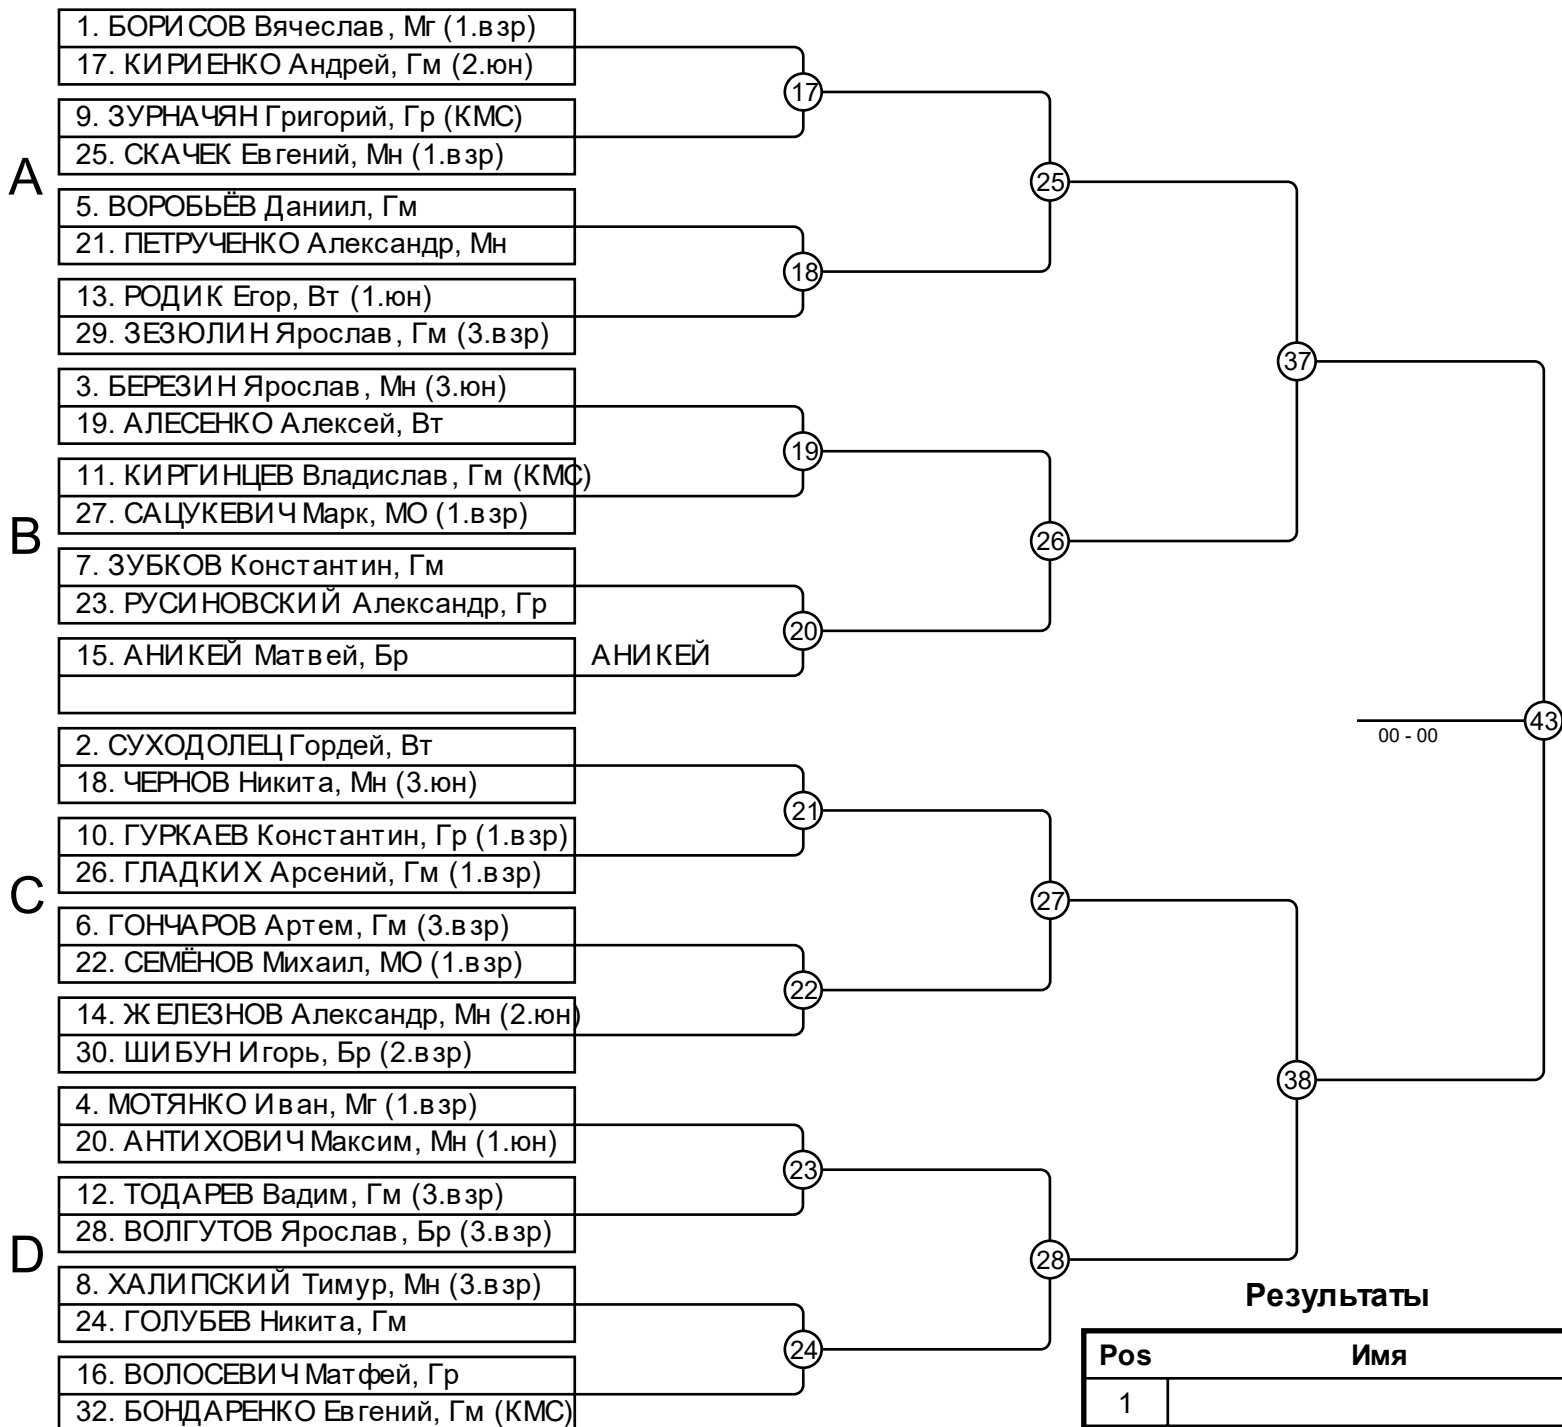 1. БОРИСОВ Вячеслав, Мг (1.взр)
17. КИРИЕНКО Андрей, Гм (2.юн)
17
9. ЗУРНАЧЯН Григорий, Гр (КМС)
25. СКАЧЕК Евгений, Мн (1.взр)
A
25
5. ВОРОБЬЁВ Даниил, Гм
21. ПЕТРУЧЕНКО Александр, Мн
18
13. РОДИК Егор, Вт (1.юн)
29. ЗЕЗЮЛИН Ярослав, Гм (3.взр)
37
3. БЕРЕЗИН Ярослав, Мн (3.юн)
19. АЛЕСЕНКО Алексей, Вт
19
11. КИРГИНЦЕВ Владислав, Гм (КМС)
27. САЦУКЕВИЧ Марк, МО (1.взр)
B
26
7. ЗУБКОВ Константин, Гм
23. РУСИНОВСКИЙ Александр, Гр
20
15. АНИКЕЙ Матвей, Бр АНИКЕЙ
43
00 - 00
2. СУХОДОЛЕЦ Гордей, Вт
18. ЧЕРНОВ Никита, Мн (3.юн)
21
10. ГУРКАЕВ Константин, Гр (1.взр)
26. ГЛАДКИХ Арсений, Гм (1.взр)
C
27
6. ГОНЧАРОВ Артем, Гм (3.взр)
22. СЕМЁНОВ Михаил, МО (1.взр)
22
14. ЖЕЛЕЗНОВ Александр, Мн (2.юн)
30. ШИБУН Игорь, Бр (2.взр)
38
4. МОТЯНКО Иван, Мг (1.взр)
20. АНТИХОВИЧ Максим, Мн (1.юн)
23
12. ТОДАРЕВ Вадим, Гм (3.взр)
28. ВОЛГУТОВ Ярослав, Бр (3.взр)
D
28
8. ХАЛИПСКИЙ Тимур, Мн (3.взр)
24. ГОЛУБЕВ Никита, Гм
24
16. ВОЛОСЕВИЧ Матфей, Гр
32. БОНДАРЕНКО Евгений, Гм (КМС)
Результаты
Pos Имя
1